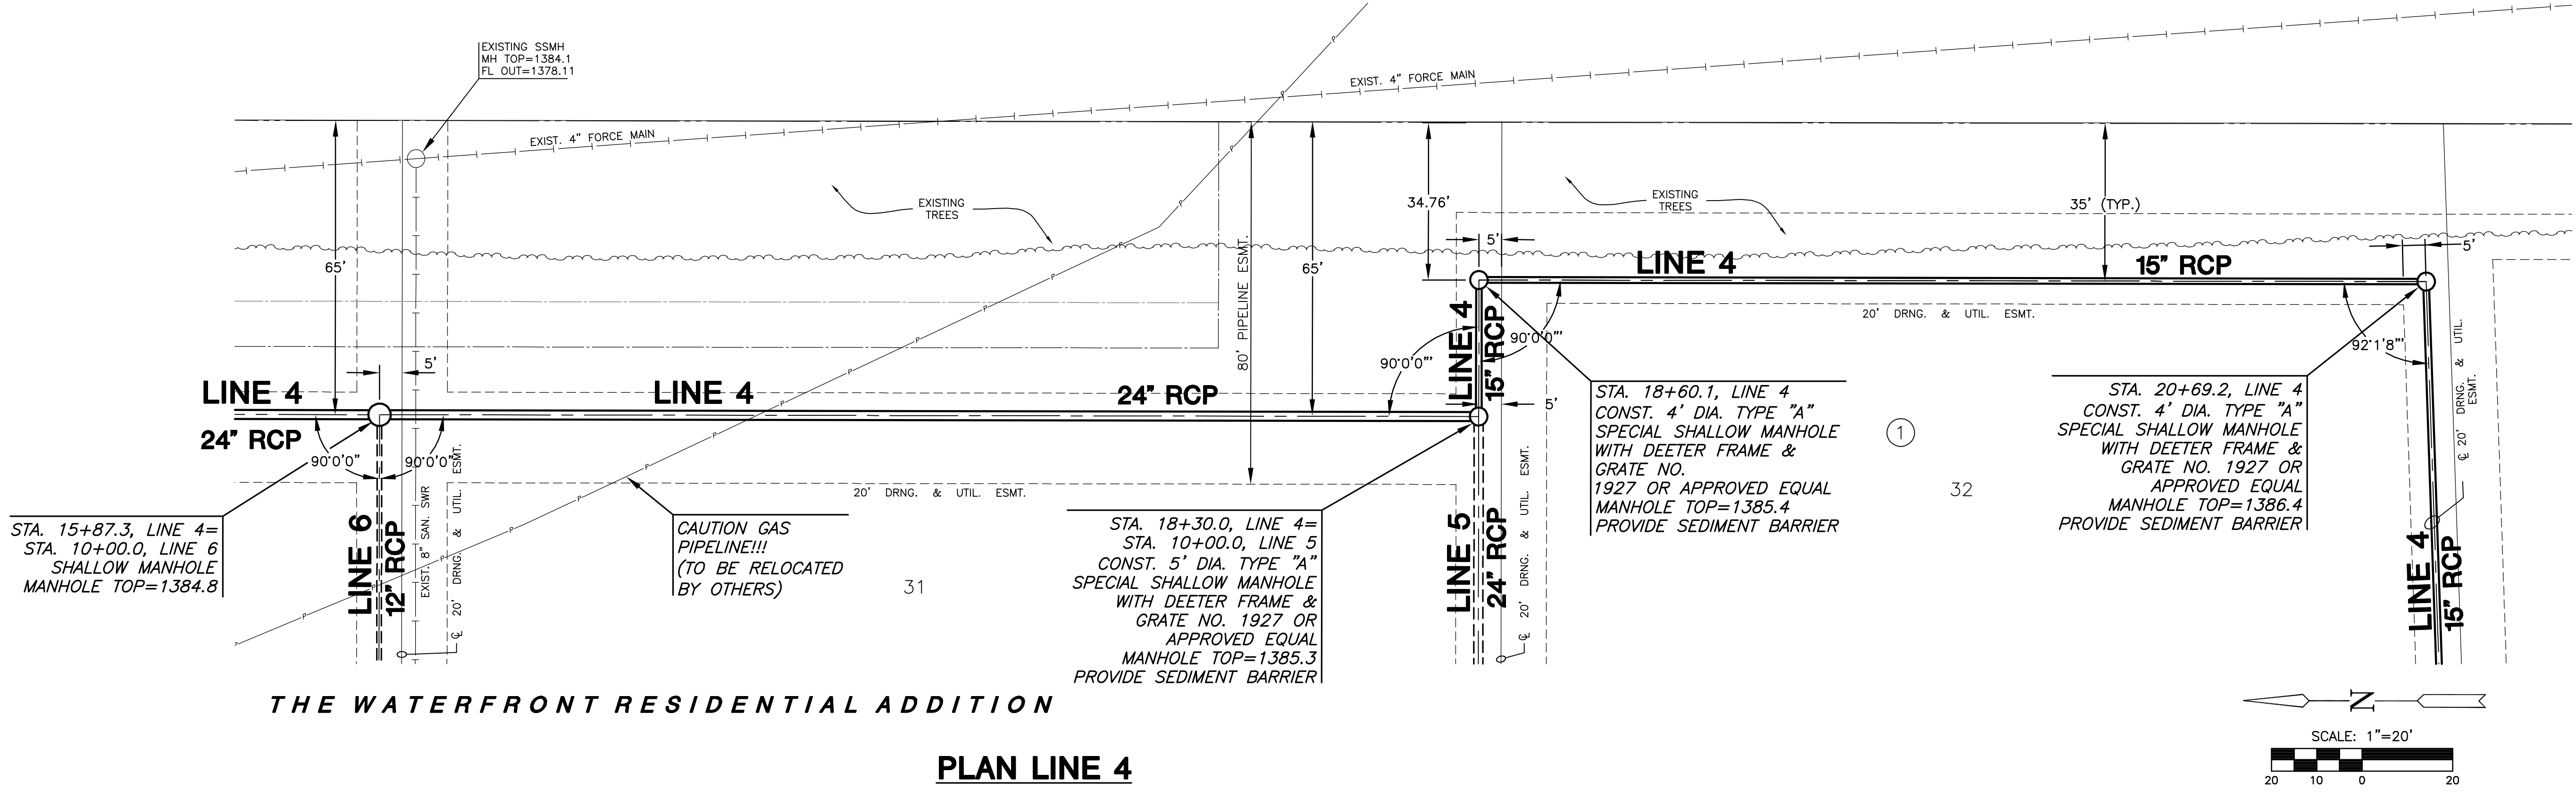 EXISTING SSMH
MH TOP=1384.1
FL OUT=1378.11
EXIST. 4" FORCE MAIN
EXIST. 4" FORCE MAIN
EXISTING
TREES
EXISTING
TREES
65'
80' PIPELINE ESMT.
65'
34.76'
5'
35' (TYP.)
5'
LINE 4
15" RCP
LINE 4
15" RCP
90°0'0"'
90°0'0"'
92°1'8"'
20' DRNG. & UTIL. ESMT.
5'
5'
LINE 4
24" RCP
LINE 4
24" RCP
90°0'0"
90°0'0"
STA. 15+87.3, LINE 4=
STA. 10+00.0, LINE 6
SHALLOW MANHOLE
MANHOLE TOP=1384.8
LINE 6
12" RCP
EXIST. 8" SAN. SWR
℄ 20' DRNG. & UTIL. ESMT.
CAUTION GAS
PIPELINE!!!
(TO BE RELOCATED
BY OTHERS)
20' DRNG. & UTIL. ESMT.
31
STA. 18+30.0, LINE 4=
STA. 10+00.0, LINE 5
CONST. 5' DIA. TYPE "A"
SPECIAL SHALLOW MANHOLE
WITH DEETER FRAME &
GRATE NO. 1927 OR
APPROVED EQUAL
MANHOLE TOP=1385.3
PROVIDE SEDIMENT BARRIER
LINE 5
24" RCP
℄ 20' DRNG. & UTIL. ESMT.
STA. 18+60.1, LINE 4
CONST. 4' DIA. TYPE "A"
SPECIAL SHALLOW MANHOLE
WITH DEETER FRAME &
GRATE NO.
1927 OR APPROVED EQUAL
MANHOLE TOP=1385.4
PROVIDE SEDIMENT BARRIER
1
32
STA. 20+69.2, LINE 4
CONST. 4' DIA. TYPE "A"
SPECIAL SHALLOW MANHOLE
WITH DEETER FRAME &
GRATE NO. 1927 OR
APPROVED EQUAL
MANHOLE TOP=1386.4
PROVIDE SEDIMENT BARRIER
LINE 4
15" RCP
℄ 20' DRNG. & UTIL.
ESMT.
THE WATERFRONT RESIDENTIAL ADDITION
PLAN LINE 4
N
SCALE: 1"=20'
20 10 0 20
P P P P P P P P P P P P